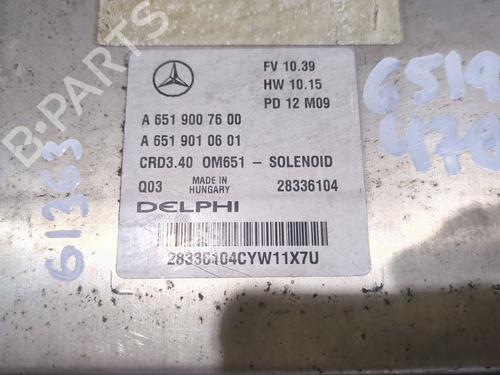 FV 10.39
HW 10.15
PD 12 M09
A 651 900 76 00
A 651 901 06 01
CRD3.40 OM651 - SOLENOID
Q03 MADE IN HUNGARY 28336104
DELPHI
28336104CYW11X7U
61363
6519
478
B-PARTS